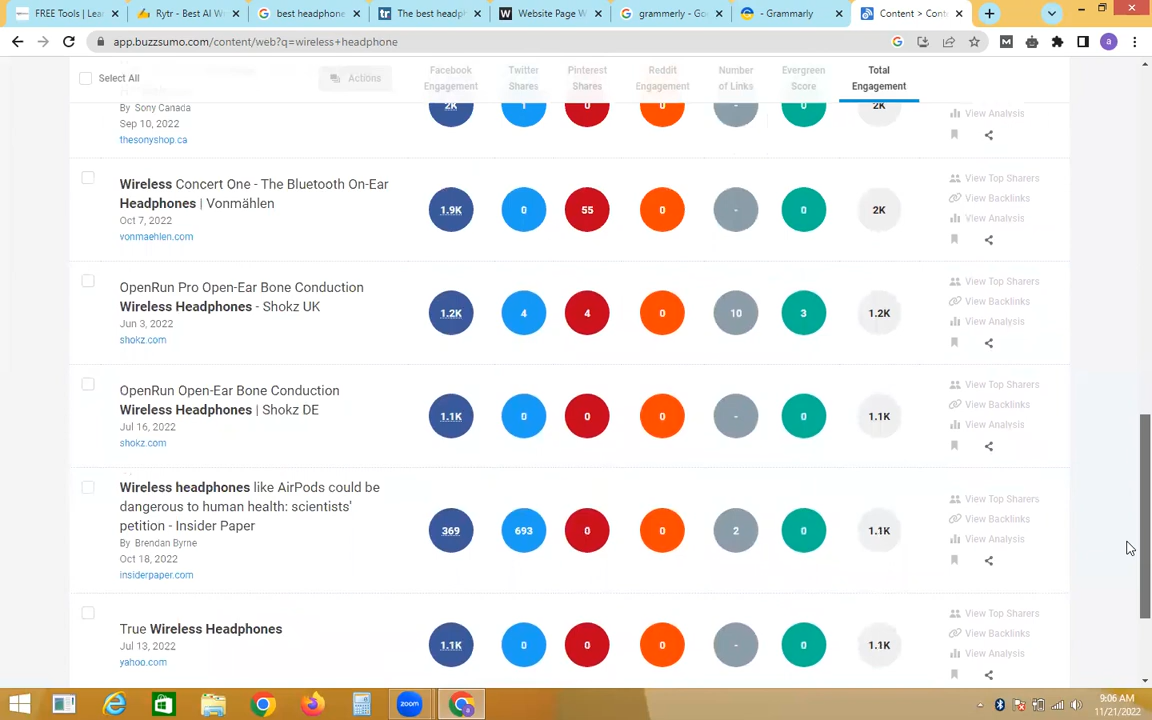 FREE Tools | Lea
Rytr - Best AI W
best headphone
The best headp
Website Page W
grammerly - Go
- Grammarly
Content > Cont
app.buzzsumo.com/content/web?q=wireless+headphone
Select All
Actions
Facebook Engagement
Twitter Shares
Pinterest Shares
Reddit Engagement
Number of Links
Evergreen Score
Total Engagement
By Sony Canada
Sep 10, 2022
thesonyshop.ca
2K 1 0 0 - 0 2K
View Analysis
Wireless Concert One - The Bluetooth On-Ear
Headphones | Vonmählen
Oct 7, 2022
vonmaehlen.com
1.9K 0 55 0 - 0 2K
View Top Sharers
View Backlinks
View Analysis
OpenRun Pro Open-Ear Bone Conduction
Wireless Headphones - Shokz UK
Jun 3, 2022
shokz.com
1.2K 4 4 0 10 3 1.2K
View Top Sharers
View Backlinks
View Analysis
OpenRun Open-Ear Bone Conduction
Wireless Headphones | Shokz DE
Jul 16, 2022
shokz.com
1.1K 0 0 0 - 0 1.1K
View Top Sharers
View Backlinks
View Analysis
Wireless headphones like AirPods could be
dangerous to human health: scientists'
petition - Insider Paper
By Brendan Byrne
Oct 18, 2022
insiderpaper.com
369 693 0 0 2 0 1.1K
View Top Sharers
View Backlinks
View Analysis
True Wireless Headphones
Jul 13, 2022
yahoo.com
1.1K 0 0 0 - 0 1.1K
View Top Sharers
View Backlinks
View Analysis
zoom
9:06 AM
11/21/2022